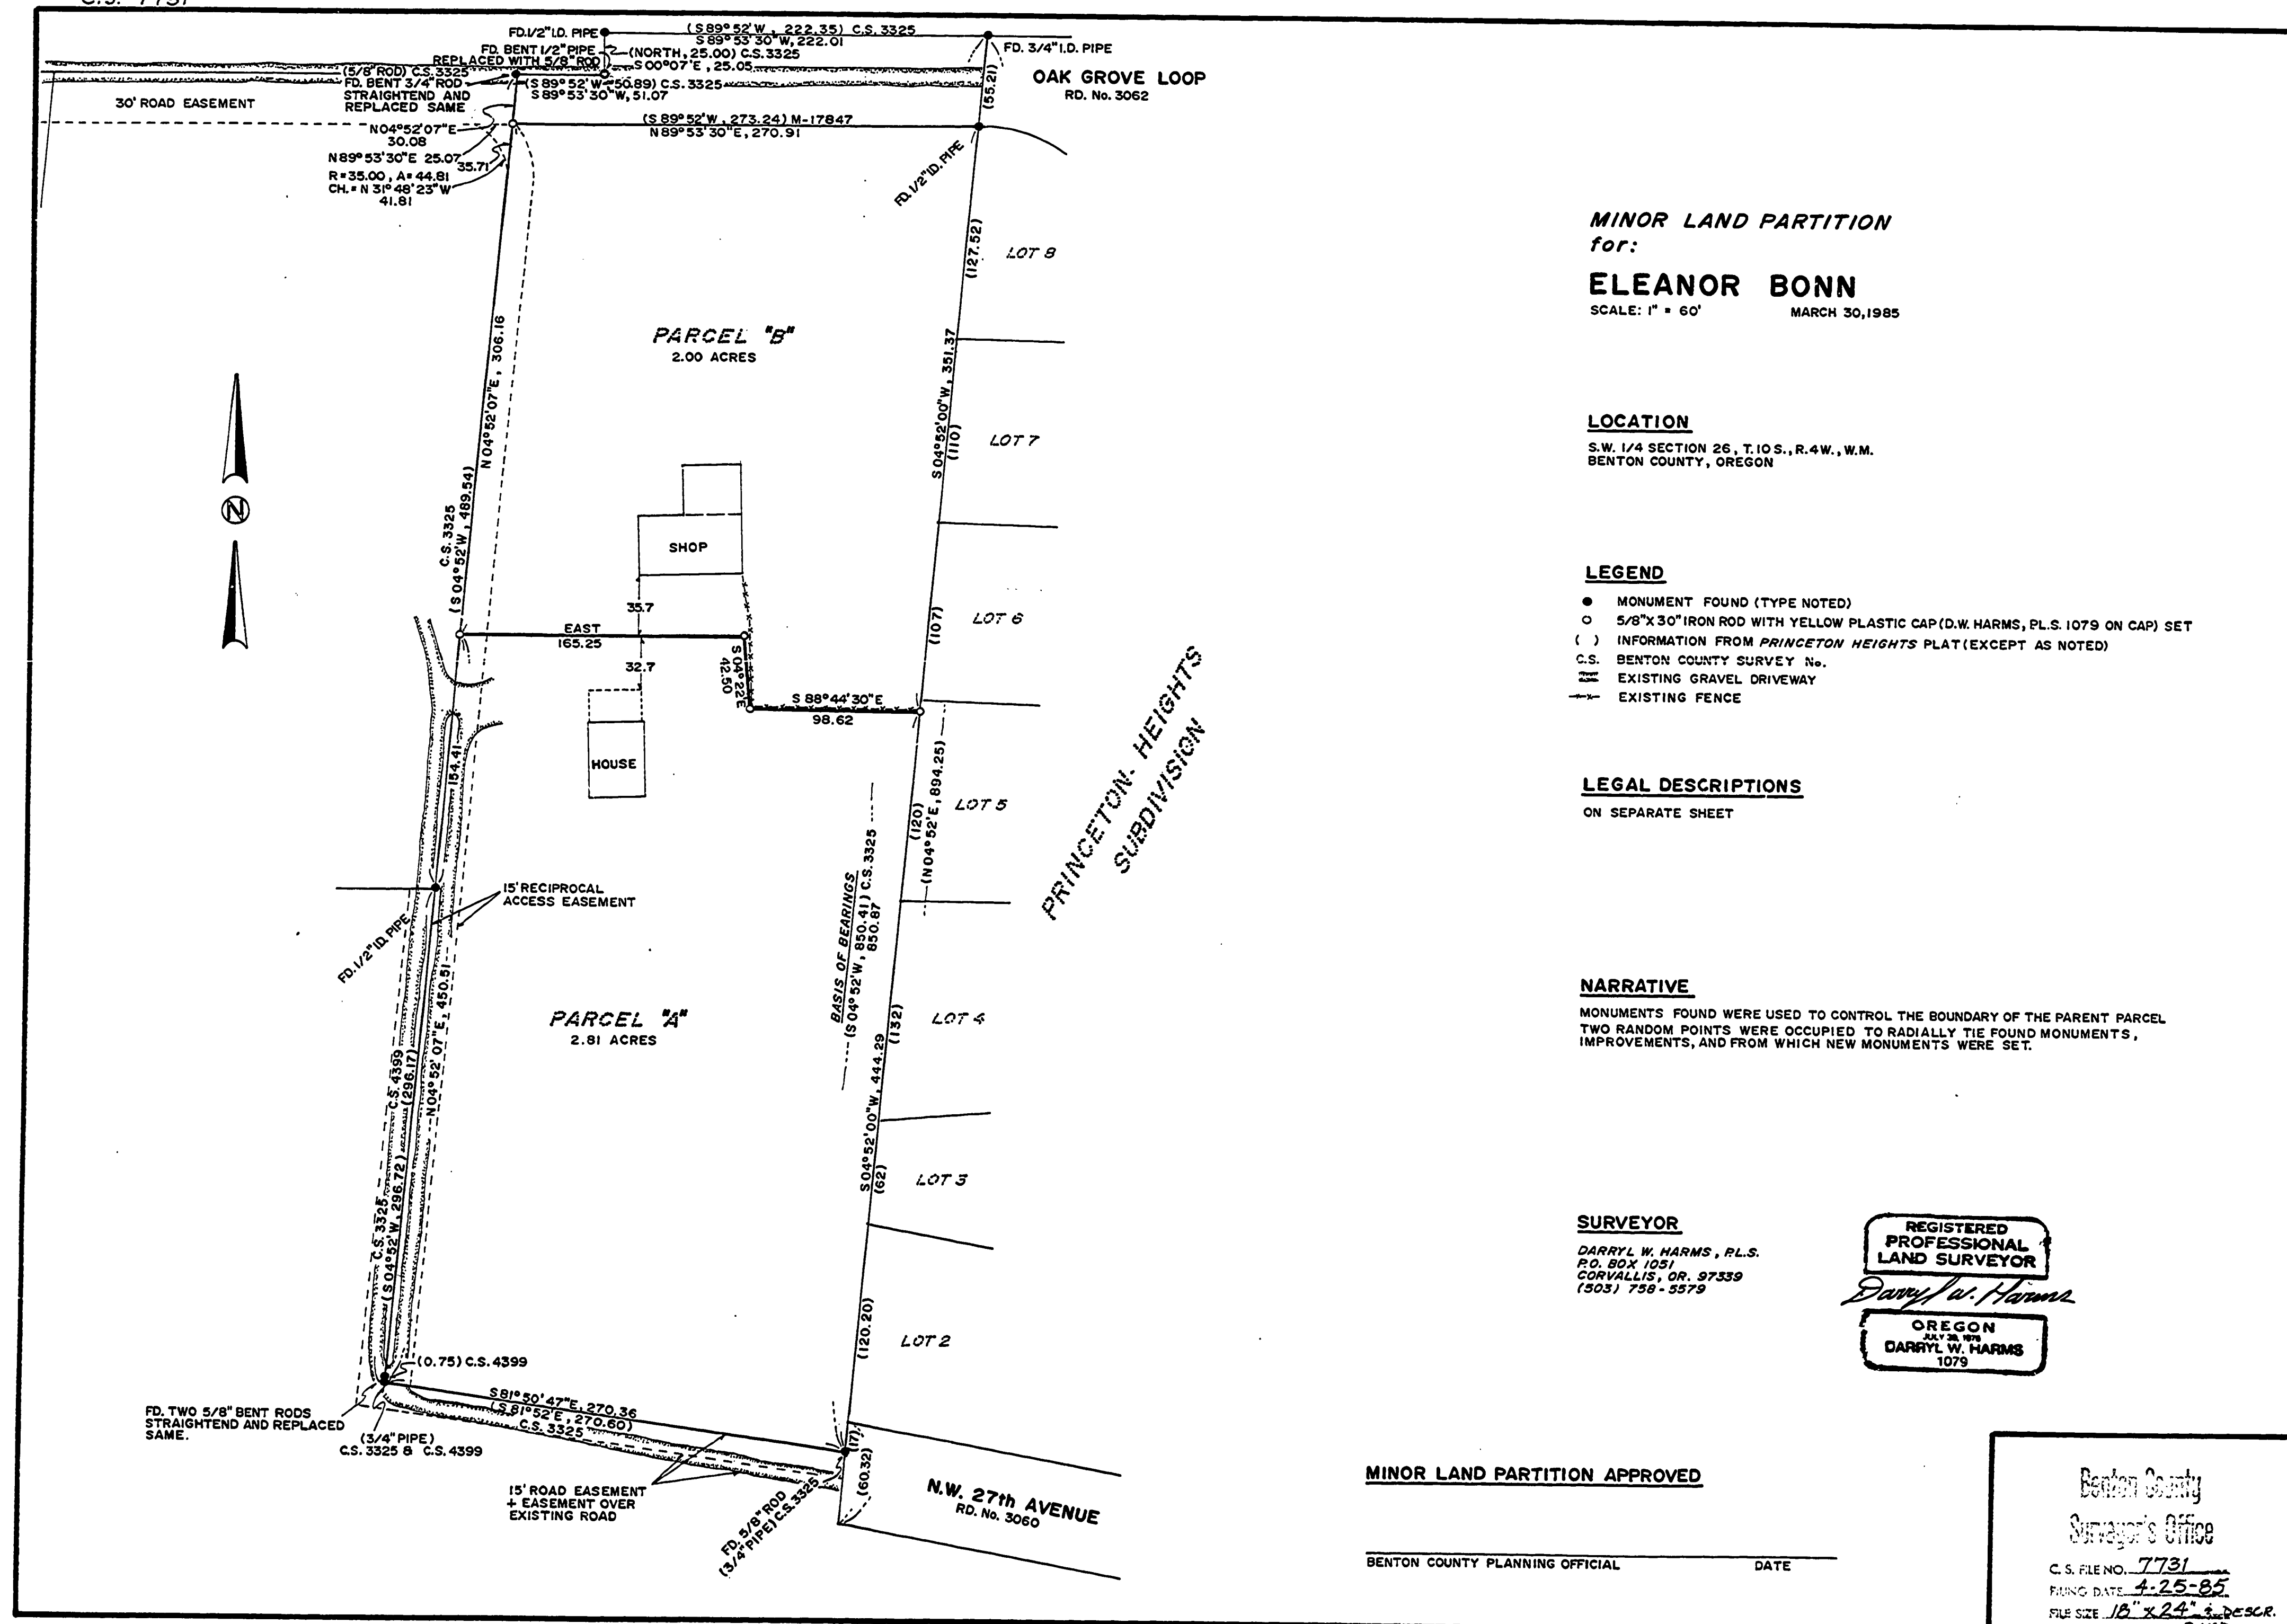 C.S. 7731
FD. 1/2" I.D. PIPE
(S 89° 52' W , 222.35) C.S. 3325
S 89° 53' 30" W, 222.01
FD. 3/4" I.D. PIPE
FD. BENT 1/2" PIPE
REPLACED WITH 5/8" ROD
(NORTH, 25.00) C.S. 3325
S 00° 07' E , 25.05
(5/8" ROD) C.S. 3325
FD. BENT 3/4" ROD
STRAIGHTEND AND
REPLACED SAME
(S 89° 52' W 50.89) C.S. 3325
S 89° 53' 30" W, 51.07
OAK GROVE LOOP
RD. No. 3062
(55.21)
30' ROAD EASEMENT
(S 89° 52' W , 273.24) M-17847
N 89° 53' 30" E, 270.91
N 04° 52' 07" E
30.08
N 89° 53' 30" E 25.07
35.71
R = 35.00 , A = 44.81
CH. = N 31° 48' 23" W
41.81
FD. 1/2" I.D. PIPE
(127.52)
LOT 8
PARCEL "B"
2.00 ACRES
N 04° 52' 07" E , 306.16
C.S. 3325
(S 04° 52' W , 489.54)
S 04° 52' 00" W , 351.37
(110)
LOT 7
N
SHOP
35.7
EAST
165.25
32.7
S 04° 22' E
42.50
(107)
LOT 6
S 88° 44' 30" E
98.62
HOUSE
154.41
BASIS OF BEARINGS
(S 04° 52' W , 850.41) C.S. 3325
850.87
(120)
(N 04° 52' E , 894.25)
LOT 5
PRINCETON HEIGHTS
SUBDIVISION
15' RECIPROCAL
ACCESS EASEMENT
FD. 1/2" I.D. PIPE
N 04° 52' 07" E , 450.51
PARCEL "A"
2.81 ACRES
(132)
LOT 4
S 04° 52' 00" W , 444.29
C.S. 4399
(296.17)
C.S. 3325
(S 04° 52' W , 296.72)
(62)
LOT 3
(120.20)
LOT 2
(0.75) C.S. 4399
S 81° 50' 47" E , 270.36
(S 81° 52' E , 270.60)
C.S. 3325
FD. TWO 5/8" BENT RODS
STRAIGHTEND AND REPLACED
SAME.
(3/4" PIPE)
C.S. 3325 & C.S. 4399
15' ROAD EASEMENT
+ EASEMENT OVER
EXISTING ROAD
(17)
(60.32)
FD. 5/8" ROD
(3/4" PIPE) C.S. 3325
N.W. 27th AVENUE
RD. No. 3060
MINOR LAND PARTITION
for:
ELEANOR BONN
SCALE: 1" = 60' MARCH 30, 1985
LOCATION
S.W. 1/4 SECTION 26 , T. 10 S., R. 4 W., W.M.
BENTON COUNTY, OREGON
LEGEND
MONUMENT FOUND (TYPE NOTED)
5/8" X 30" IRON ROD WITH YELLOW PLASTIC CAP (D.W. HARMS, P.L.S. 1079 ON CAP) SET
( ) INFORMATION FROM PRINCETON HEIGHTS PLAT (EXCEPT AS NOTED)
C.S. BENTON COUNTY SURVEY No.
EXISTING GRAVEL DRIVEWAY
EXISTING FENCE
LEGAL DESCRIPTIONS
ON SEPARATE SHEET
NARRATIVE
MONUMENTS FOUND WERE USED TO CONTROL THE BOUNDARY OF THE PARENT PARCEL
TWO RANDOM POINTS WERE OCCUPIED TO RADIALLY TIE FOUND MONUMENTS ,
IMPROVEMENTS, AND FROM WHICH NEW MONUMENTS WERE SET.
SURVEYOR
DARRYL W. HARMS , P.L.S.
P.O. BOX 1051
CORVALLIS, OR. 97339
(503) 758-5579
REGISTERED
PROFESSIONAL
LAND SURVEYOR
Darryl W. Harms
OREGON
DARRYL W. HARMS
1079
MINOR LAND PARTITION APPROVED
BENTON COUNTY PLANNING OFFICIAL DATE
Benton County
Surveyor's Office
C. S. FILE NO. 7731
FILING DATE 4-25-85
FILE SIZE 18" x 24" & DESCR.